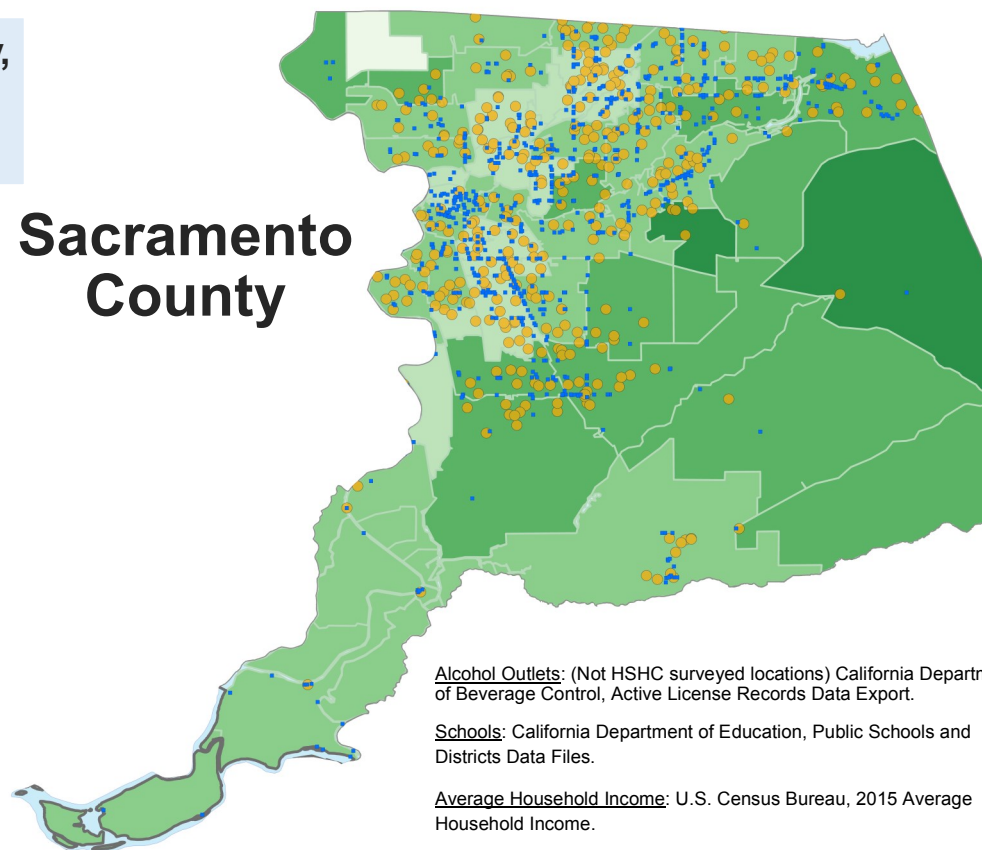 Sacramento
County
Alcohol Outlets: (Not HSHC surveyed locations) California
of Beverage Control, Active License Records Data Export.
Schools: California Department of Education, Public Schools and
Districts Data Files.
Average Household Income: U.S. Census Bureau, 2015 Average
Household Income.